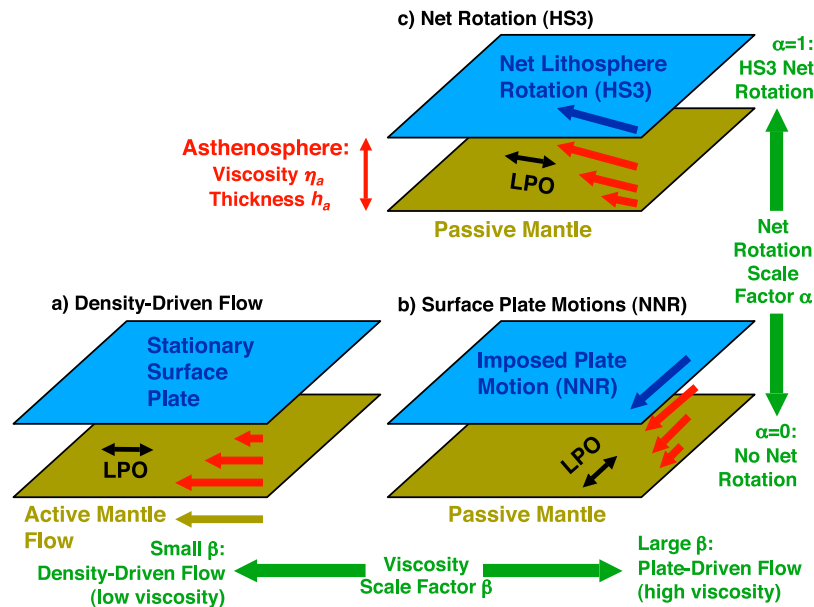 c) Net Rotation (HS3)
α=1:
HS3 Net
Rotation
Net Lithosphere
Rotation (HS3)
Asthenosphere:
Viscosity ηa
Thickness ha
LPO
Passive Mantle
Net
Rotation
Scale
Factor α
a) Density-Driven Flow
Stationary
Surface
Plate
LPO
Active Mantle
Flow
b) Surface Plate Motions (NNR)
Imposed Plate
Motion (NNR)
LPO
Passive Mantle
α=0:
No Net
Rotation
Small β:
Density-Driven Flow
(low viscosity)
Viscosity
Scale Factor β
Large β:
Plate-Driven Flow
(high viscosity)